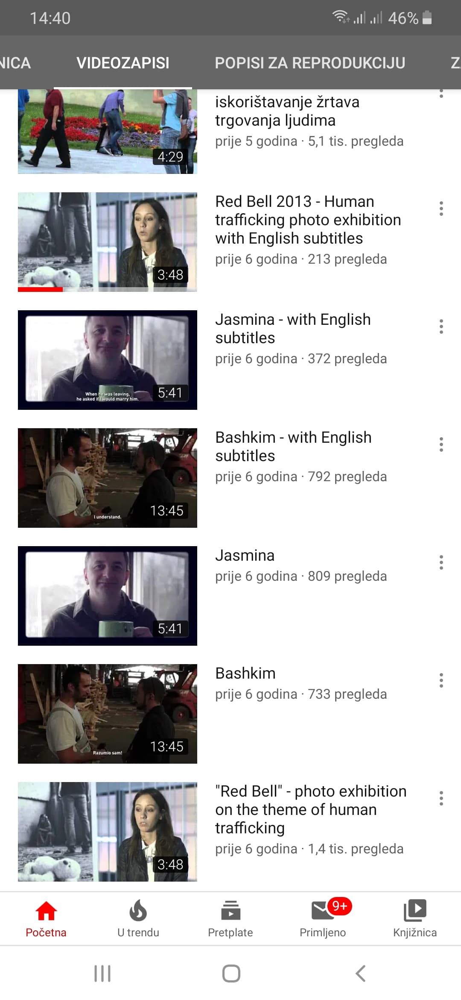 14:40
46%
NICA
VIDEOZAPISI
POPISI ZA REPRODUKCIJU
Z
iskorištavanje žrtava
trgovanja ljudima
prije 5 godina · 5,1 tis. pregleda
4:29
Red Bell 2013 - Human
trafficking photo exhibition
with English subtitles
prije 6 godina · 213 pregleda
3:48
Jasmina - with English
subtitles
prije 6 godina · 372 pregleda
When he was leaving,
he asked if I would marry him.
5:41
Bashkim - with English
subtitles
prije 6 godina · 792 pregleda
I understand.
13:45
Jasmina
prije 6 godina · 809 pregleda
5:41
Bashkim
prije 6 godina · 733 pregleda
Razumio sam!
13:45
"Red Bell" - photo exhibition
on the theme of human
trafficking
prije 6 godina · 1,4 tis. pregleda
3:48
9+
Početna
U trendu
Pretplate
Primljeno
Knjižnica